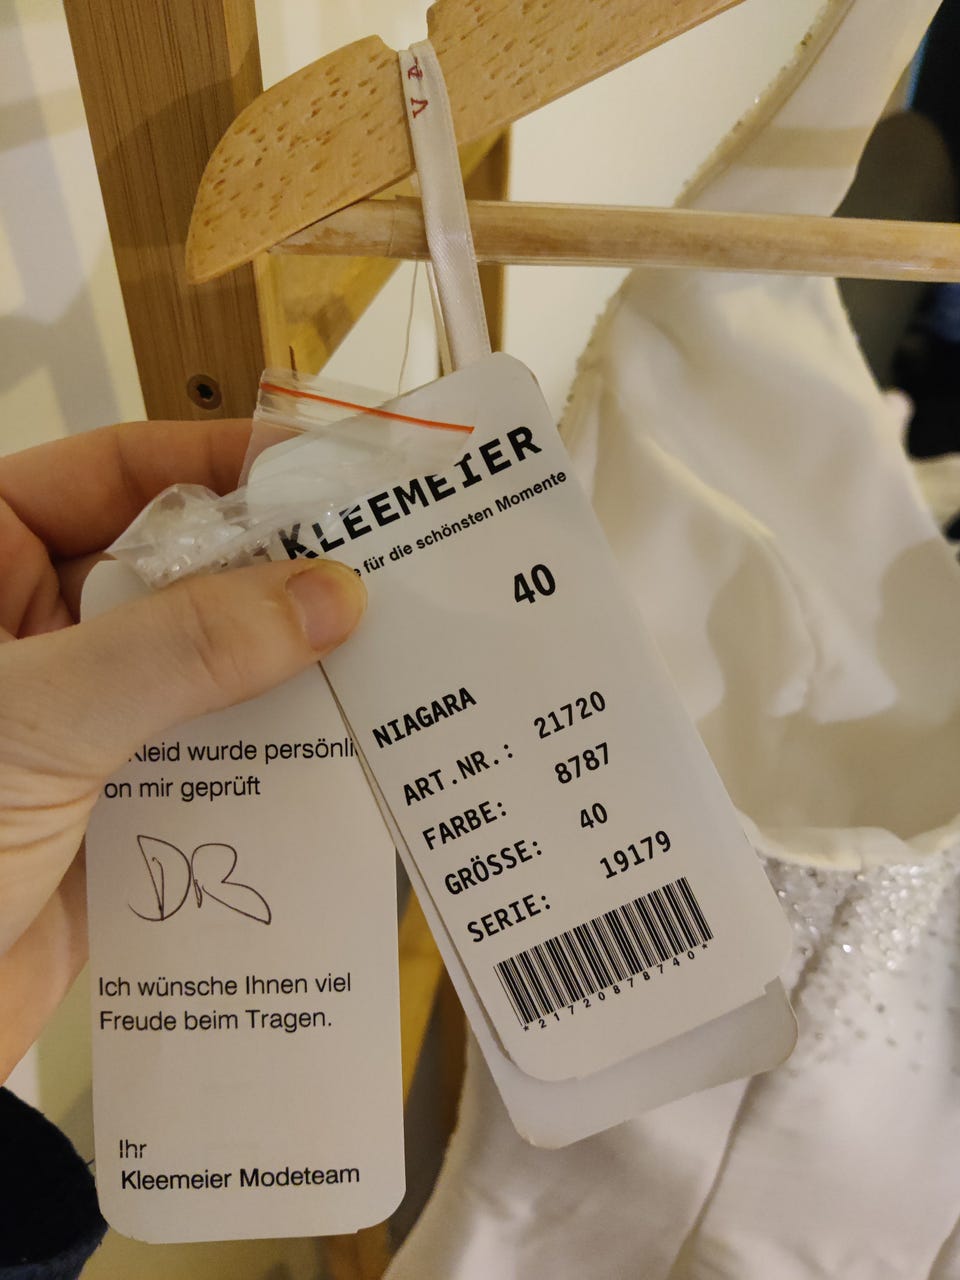 KLEEMEIER
für die schönsten Momente
40
NIAGARA
ART.NR.: 21720
FARBE: 8787
GRÖSSE: 40
SERIE: 19179
*21720878740*
Kleid wurde persönli
on mir geprüft
DR
Ich wünsche Ihnen viel
Freude beim Tragen.
Ihr
Kleemeier Modeteam